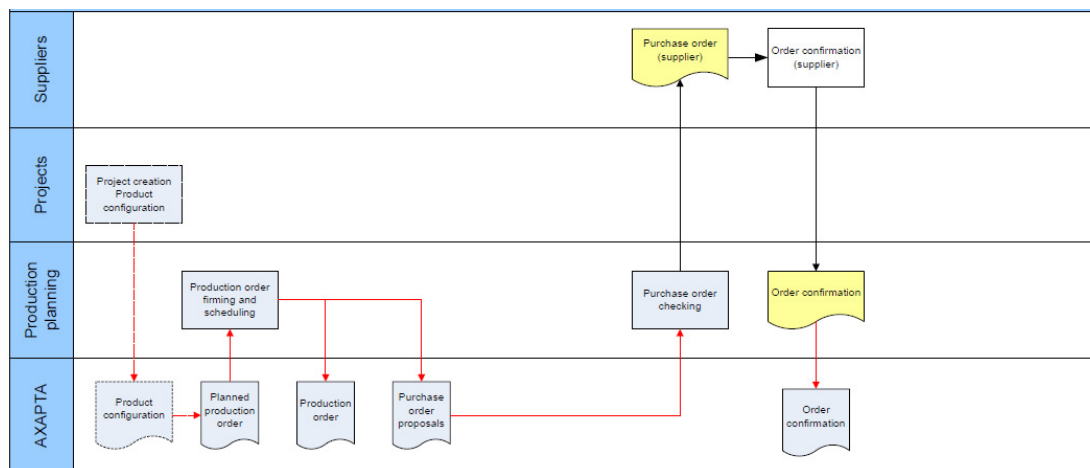 Suppliers
Purchase order
(supplier)
Order confirmation
(supplier)
Projects
Project creation
Product
configuration
Production
planning
Production order
firming and
scheduling
Purchase order
checking
Order confirmation
AXAPTA
Product
configuration
Planned
production
order
Production
order
Purchase
order
proposals
Order
confirmation